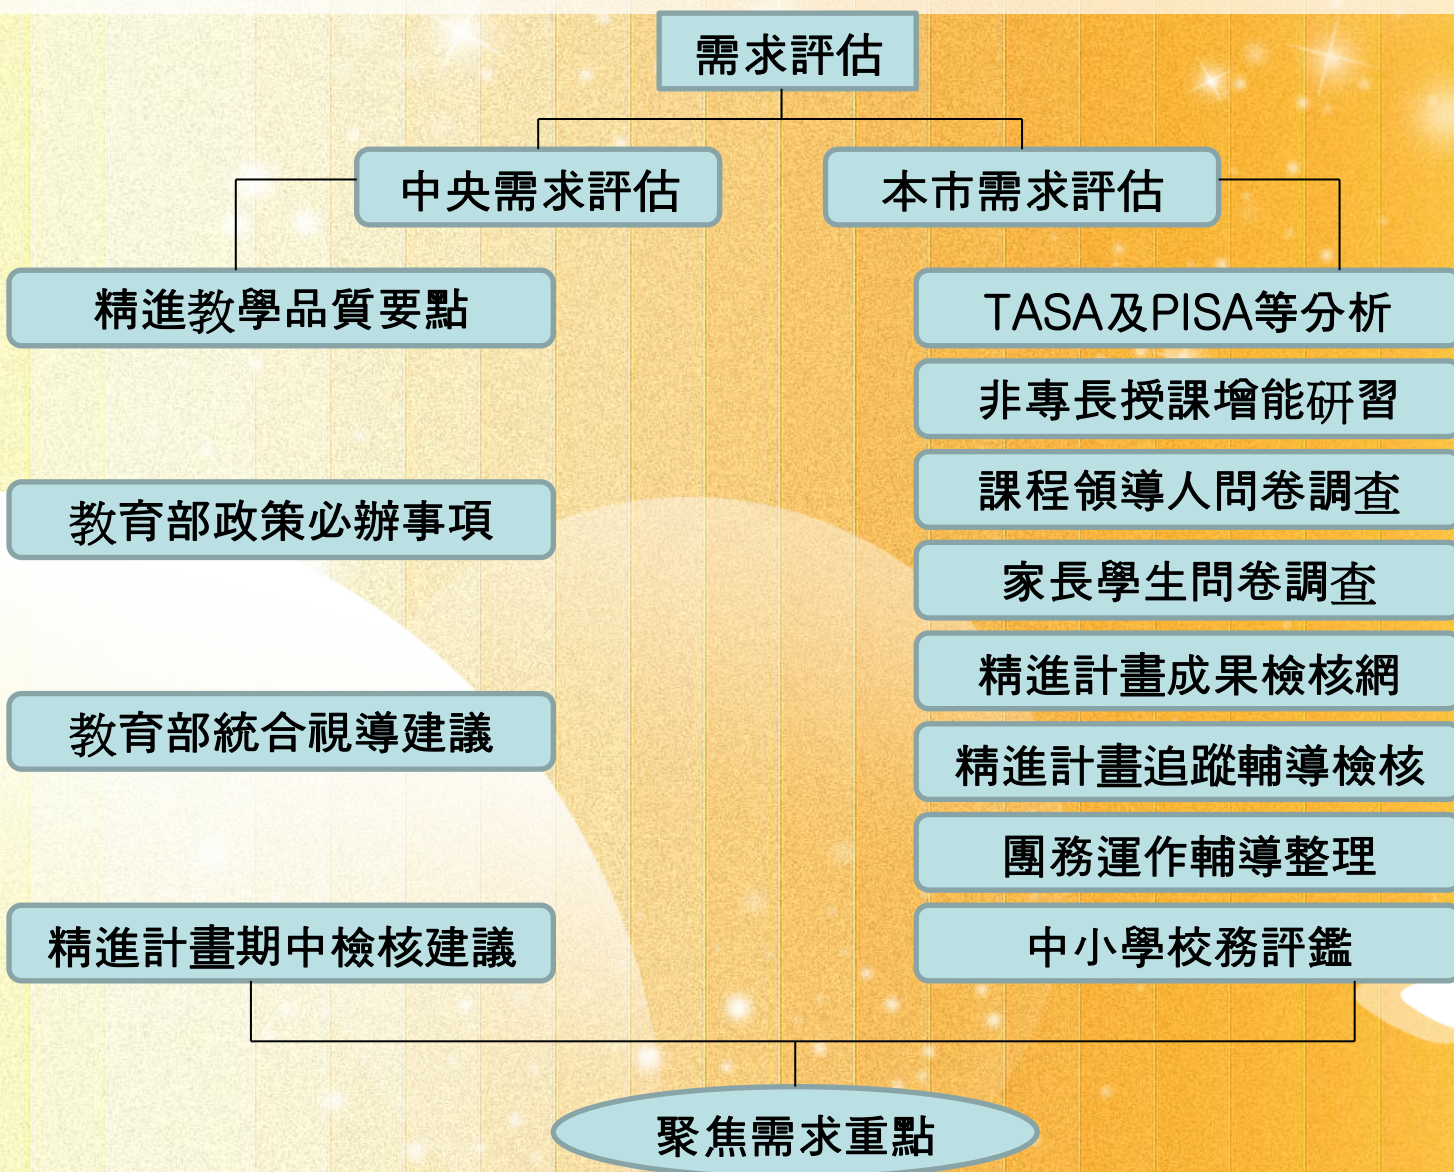 需求評估
中央需求評估
本市需求評估
精進教學品質要點
教育部政策必辦事項
教育部統合視導建議
精進計畫期中檢核建議
TASA及PISA等分析
非專長授課增能研習
課程領導人問卷調查
家長學生問卷調查
精進計畫成果檢核網
精進計畫追蹤輔導檢核
團務運作輔導整理
中小學校務評鑑
聚焦需求重點